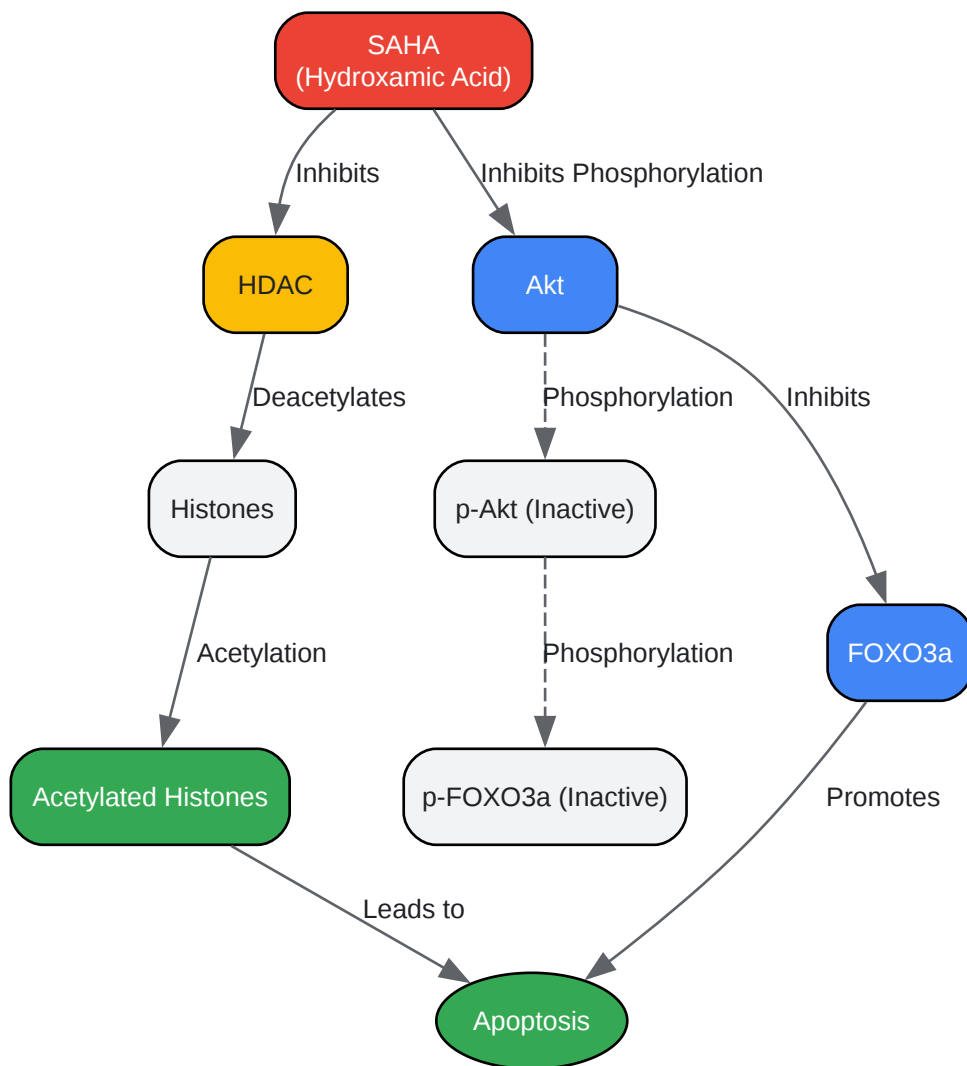 SAHA
(Hydroxamic Acid)
Inhibits
Inhibits Phosphorylation
HDAC
Akt
Deacetylates
Phosphorylation
Inhibits
Histones
p-Akt (Inactive)
Acetylation
Phosphorylation
FOXO3a
Acetylated Histones
p-FOXO3a (Inactive)
Promotes
Leads to
Apoptosis